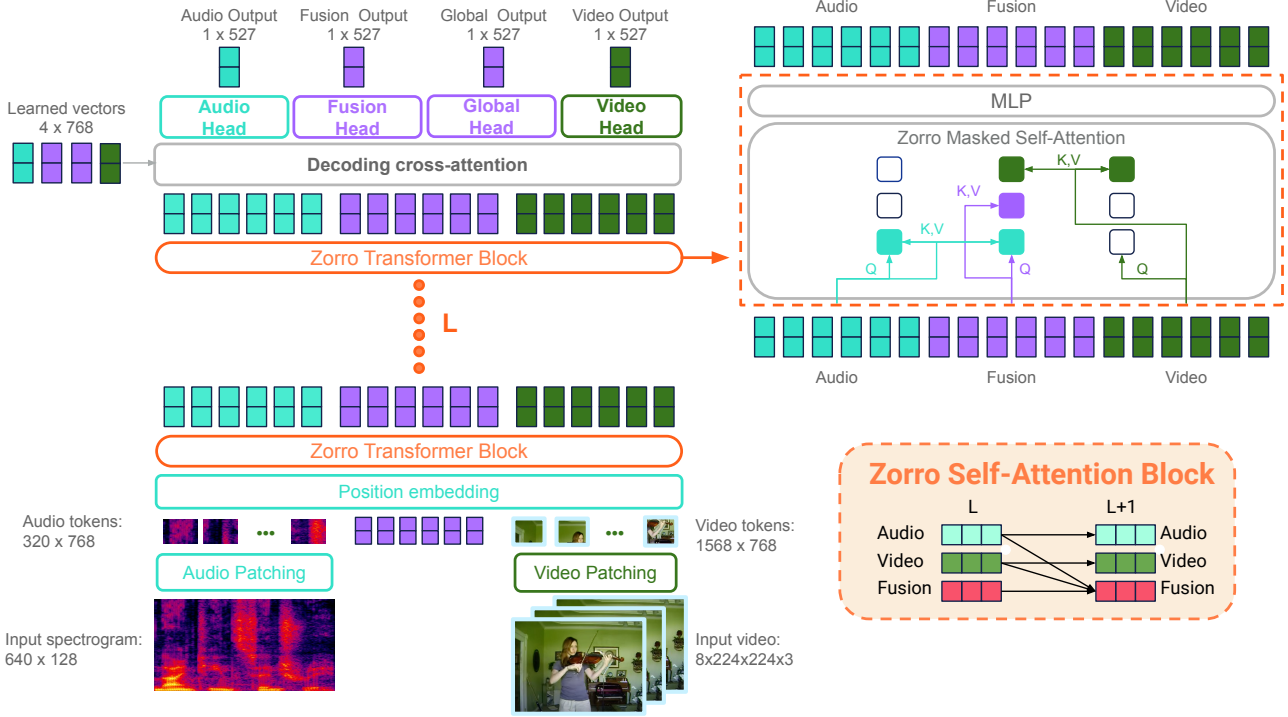 Audio Output
1 x 527
Fusion Output
1 x 527
Global Output
1 x 527
Video Output
1 x 527
Learned vectors
4 x 768
Audio
Head
Fusion
Head
Global
Head
Video
Head
Decoding cross-attention
Zorro Transformer Block
L
Zorro Transformer Block
Position embedding
Audio tokens:
320 x 768
...
...
Video tokens:
1568 x 768
Audio Patching
Video Patching
Input spectrogram:
640 x 128
Input video:
8x224x224x3
Audio
Fusion
Video
MLP
Zorro Masked Self-Attention
K,V
K,V
K,V
Q
Q
Q
Audio
Fusion
Video
Zorro Self-Attention Block
L
L+1
Audio
Audio
Video
Video
Fusion
Fusion